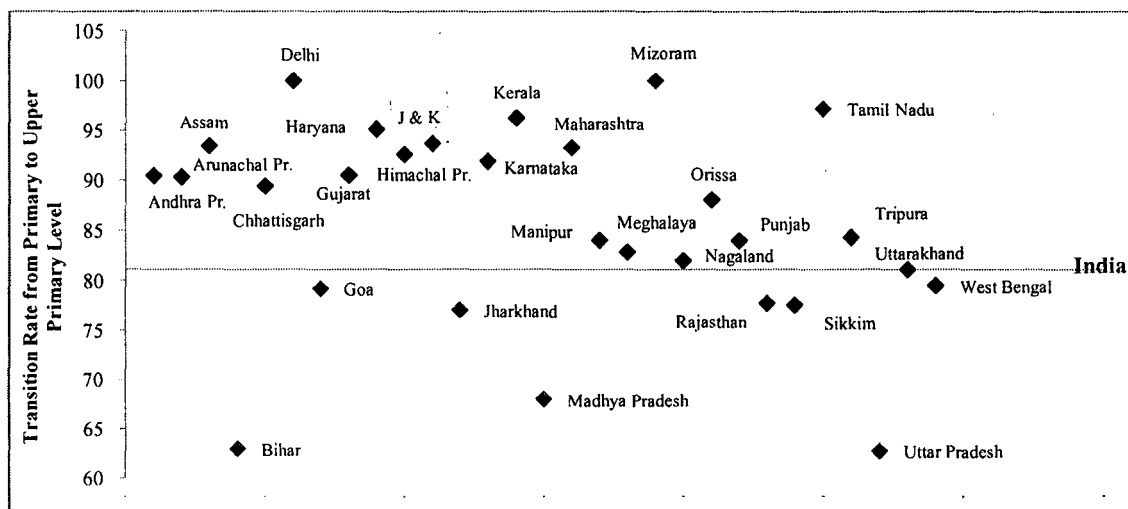 Transition Rate from Primary to Upper
Primary Level
105
100
95
90
85
80
75
70
65
60
Delhi
Mizoram
Kerala
Tamil Nadu
Assam
Haryana
J & K
Maharashtra
Arunachal Pr.
Himachal Pr.
Karnataka
Andhra Pr.
Gujarat
Orissa
Chhattisgarh
Manipur
Meghalaya
Punjab
Tripura
Nagaland
Uttarakhand
India
Goa
West Bengal
Jharkhand
Rajasthan
Sikkim
Madhya Pradesh
Bihar
Uttar Pradesh